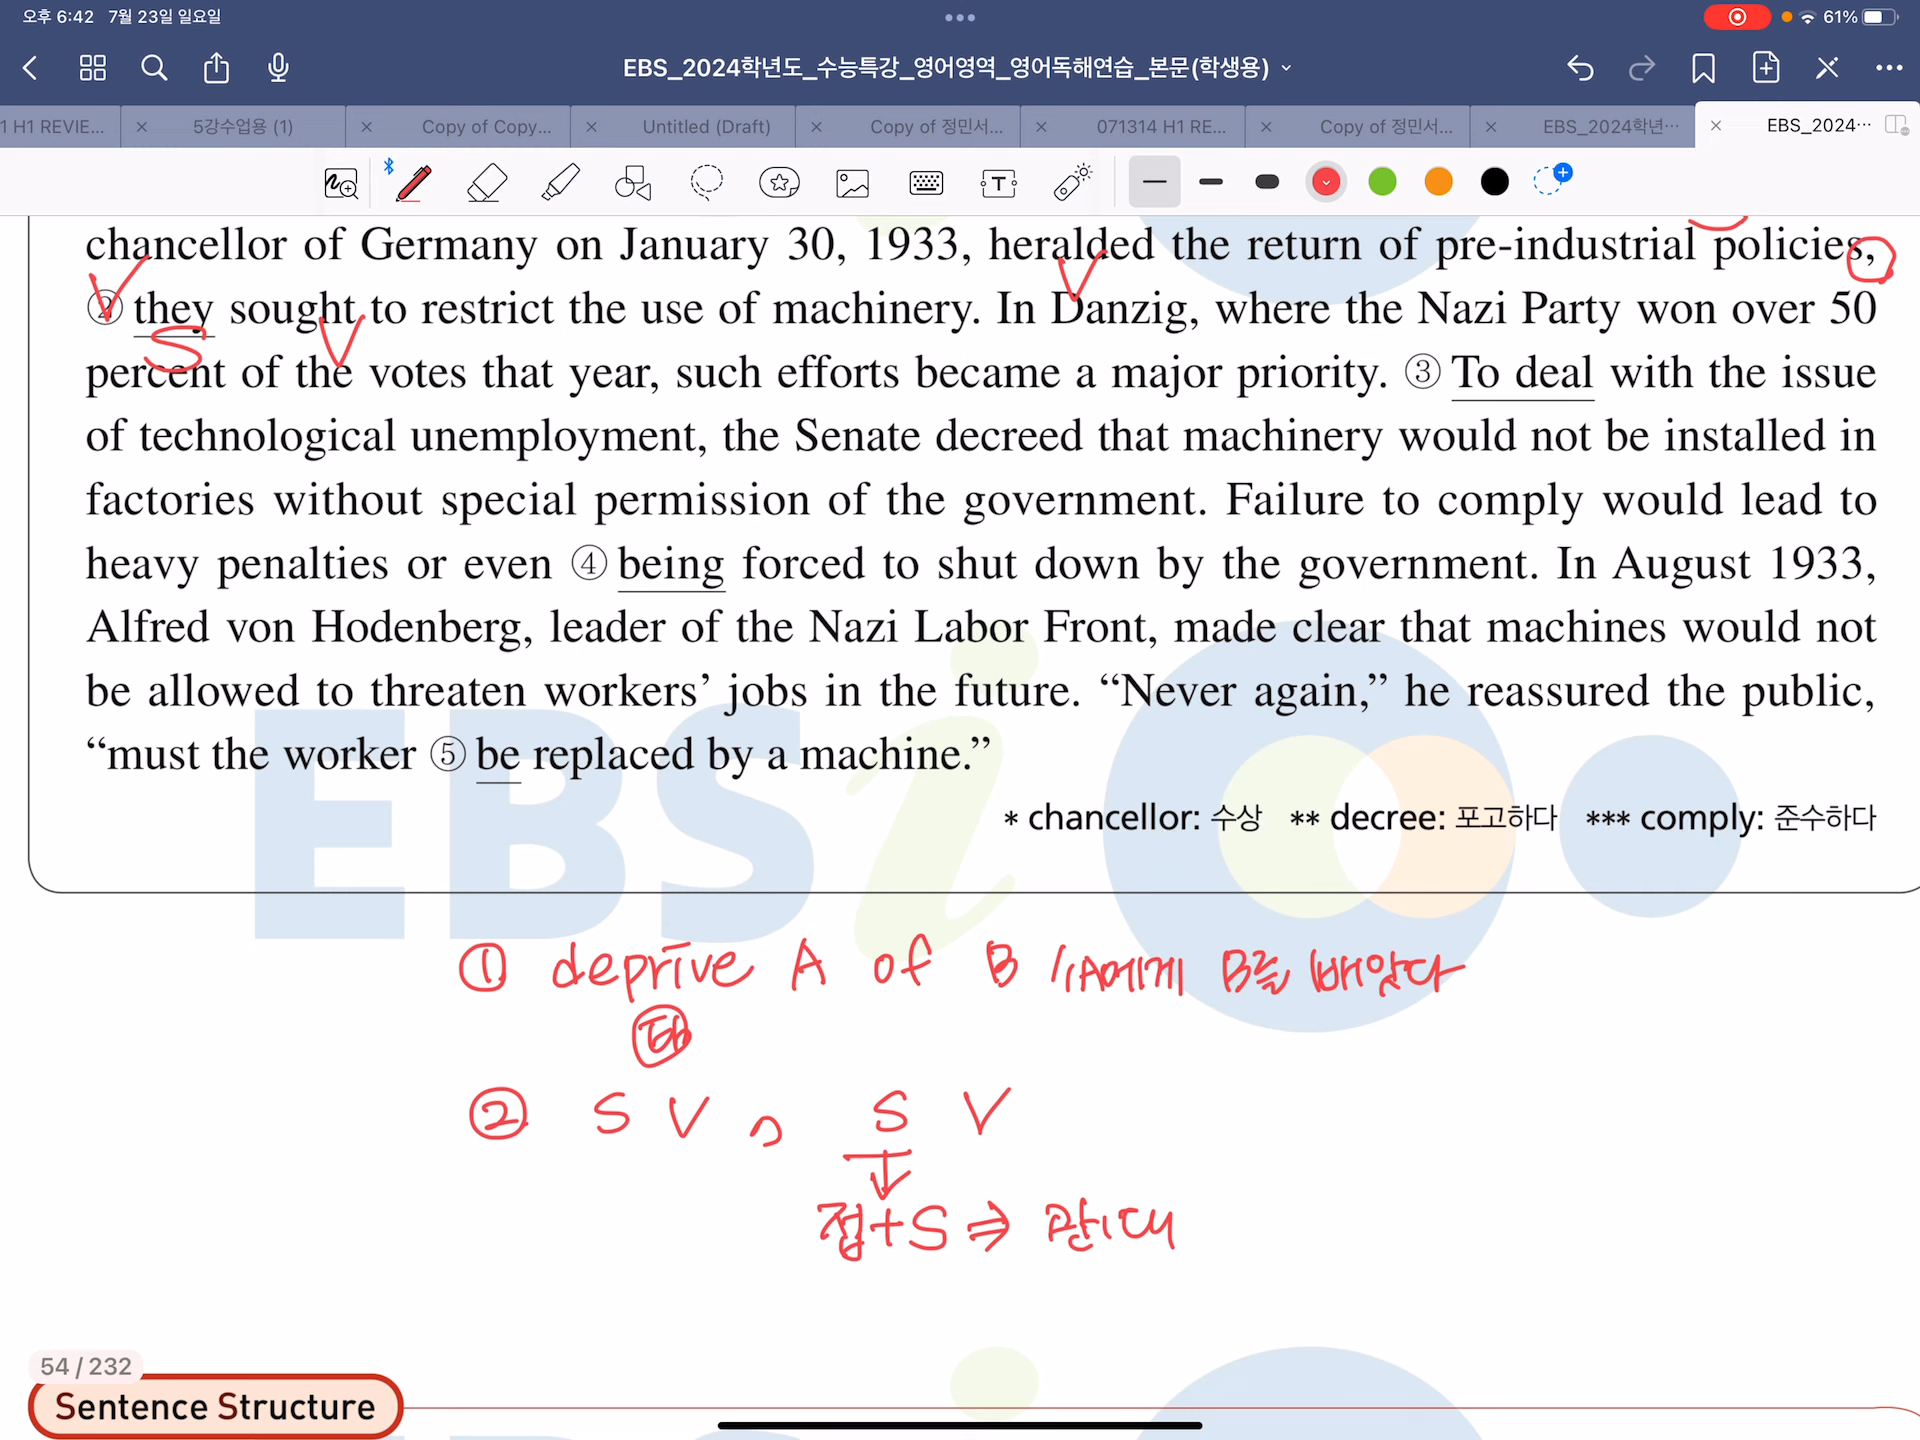 오후 6:42 7월 23일 일요일
61%
EBS_2024학년도_수능특강_영어영역_영어독해연습_본문(학생용)
1 H1 REVIE... 5강수업용 (1) Copy of Copy... Untitled (Draft) Copy of 정민서... 071314 H1 RE... Copy of 정민서... EBS_2024학년... EBS_2024...
chancellor of Germany on January 30, 1933, heralded the return of pre-industrial policies,
② they sought to restrict the use of machinery. In Danzig, where the Nazi Party won over 50
percent of the votes that year, such efforts became a major priority. ③ To deal with the issue
of technological unemployment, the Senate decreed that machinery would not be installed in
factories without special permission of the government. Failure to comply would lead to
heavy penalties or even ④ being forced to shut down by the government. In August 1933,
Alfred von Hodenberg, leader of the Nazi Labor Front, made clear that machines would not
be allowed to threaten workers’ jobs in the future. “Never again,” he reassured the public,
“must the worker ⑤ be replaced by a machine.”
* chancellor: 수상 ** decree: 포고하다 *** comply: 준수하다
V
V
V
S
EBSi
① deprive A of B // A에게 B를 빼앗다
② S V , S V
접+S ⇒ 관대
54 / 232
Sentence Structure